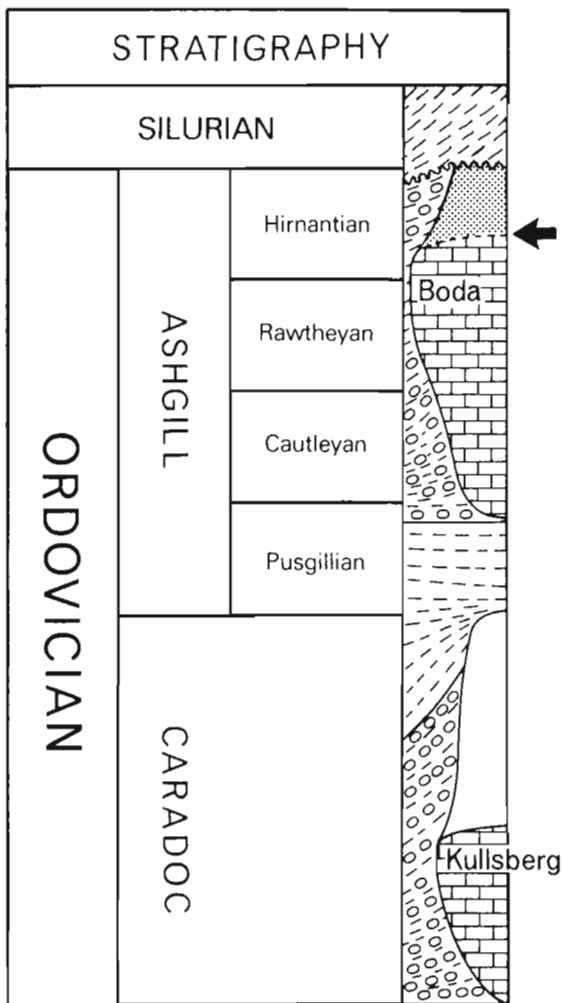 STRATIGRAPHY
SILURIAN
ORDOVICIAN
ASHGILL
Hirnantian
Rawtheyan
Cautleyan
Pusgillian
CARADOC
Boda
Kullsberg